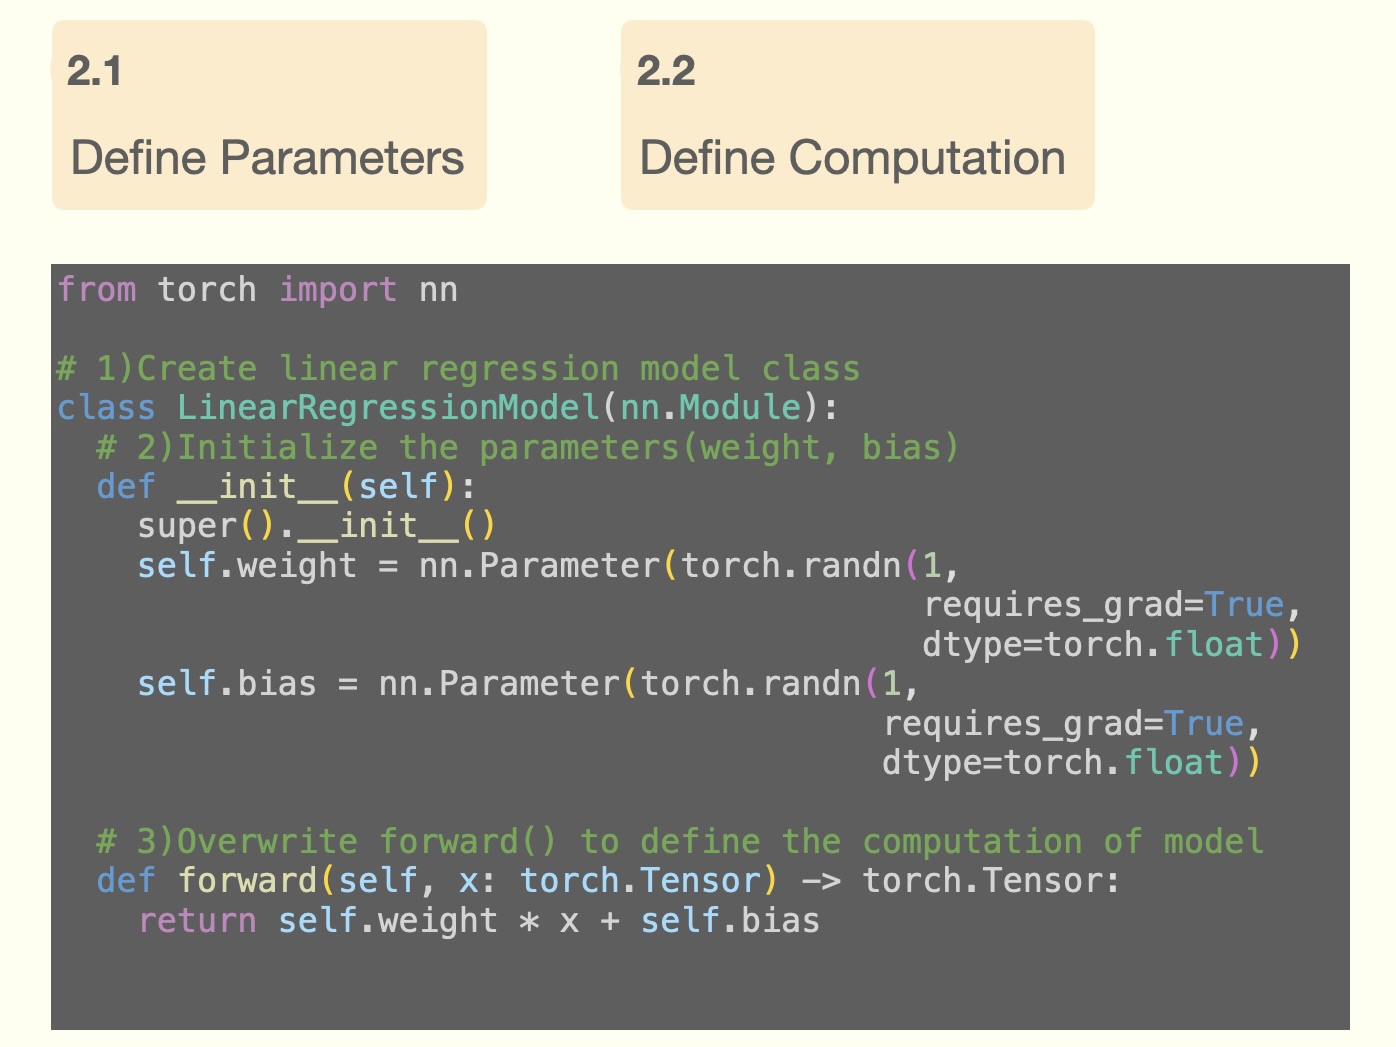 2.1
Define Parameters
2.2
Define Computation
from torch import nn
# 1)Create linear regression model class
class LinearRegressionModel(nn.Module):
  # 2)Initialize the parameters(weight, bias)
  def __init__(self):
    super().__init__()
    self.weight = nn.Parameter(torch.randn(1,
                                           requires_grad=True,
                                           dtype=torch.float))
    self.bias = nn.Parameter(torch.randn(1,
                                         requires_grad=True,
                                         dtype=torch.float))
  # 3)Overwrite forward() to define the computation of model
  def forward(self, x: torch.Tensor) -> torch.Tensor:
    return self.weight * x + self.bias